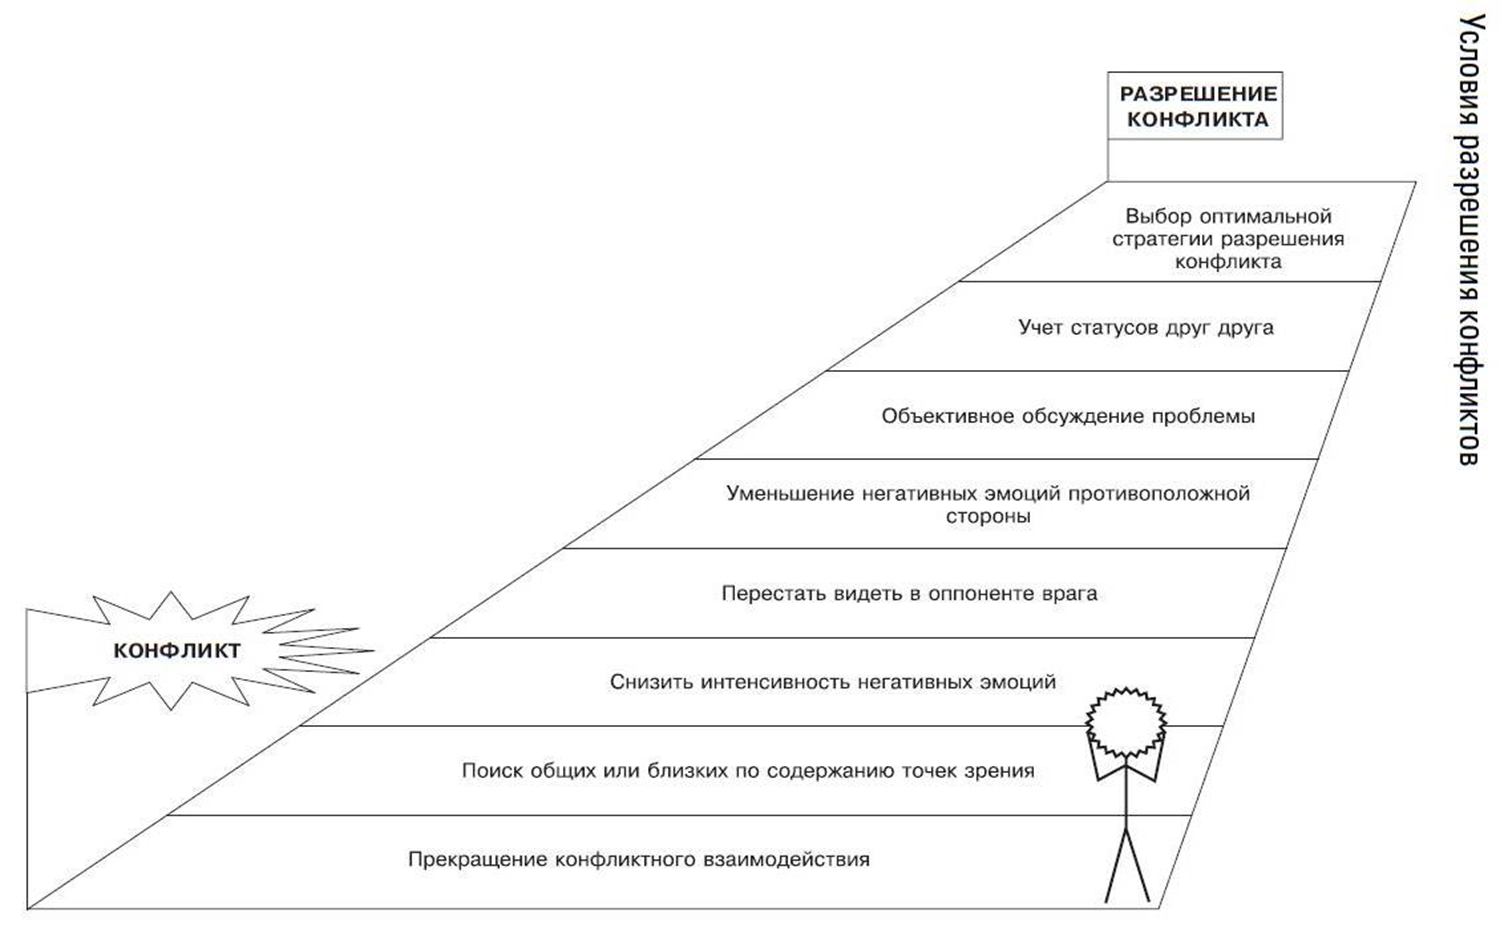 Условия разрешения конфликтов
РАЗРЕШЕНИЕ
КОНФЛИКТА
Выбор оптимальной
стратегии разрешения
конфликта
Учет статусов друг друга
Объективное обсуждение проблемы
Уменьшение негативных эмоций противоположной
стороны
Перестать видеть в оппоненте врага
КОНФЛИКТ
Снизить интенсивность негативных эмоций
Поиск общих или близких по содержанию точек зрения
Прекращение конфликтного взаимодействия